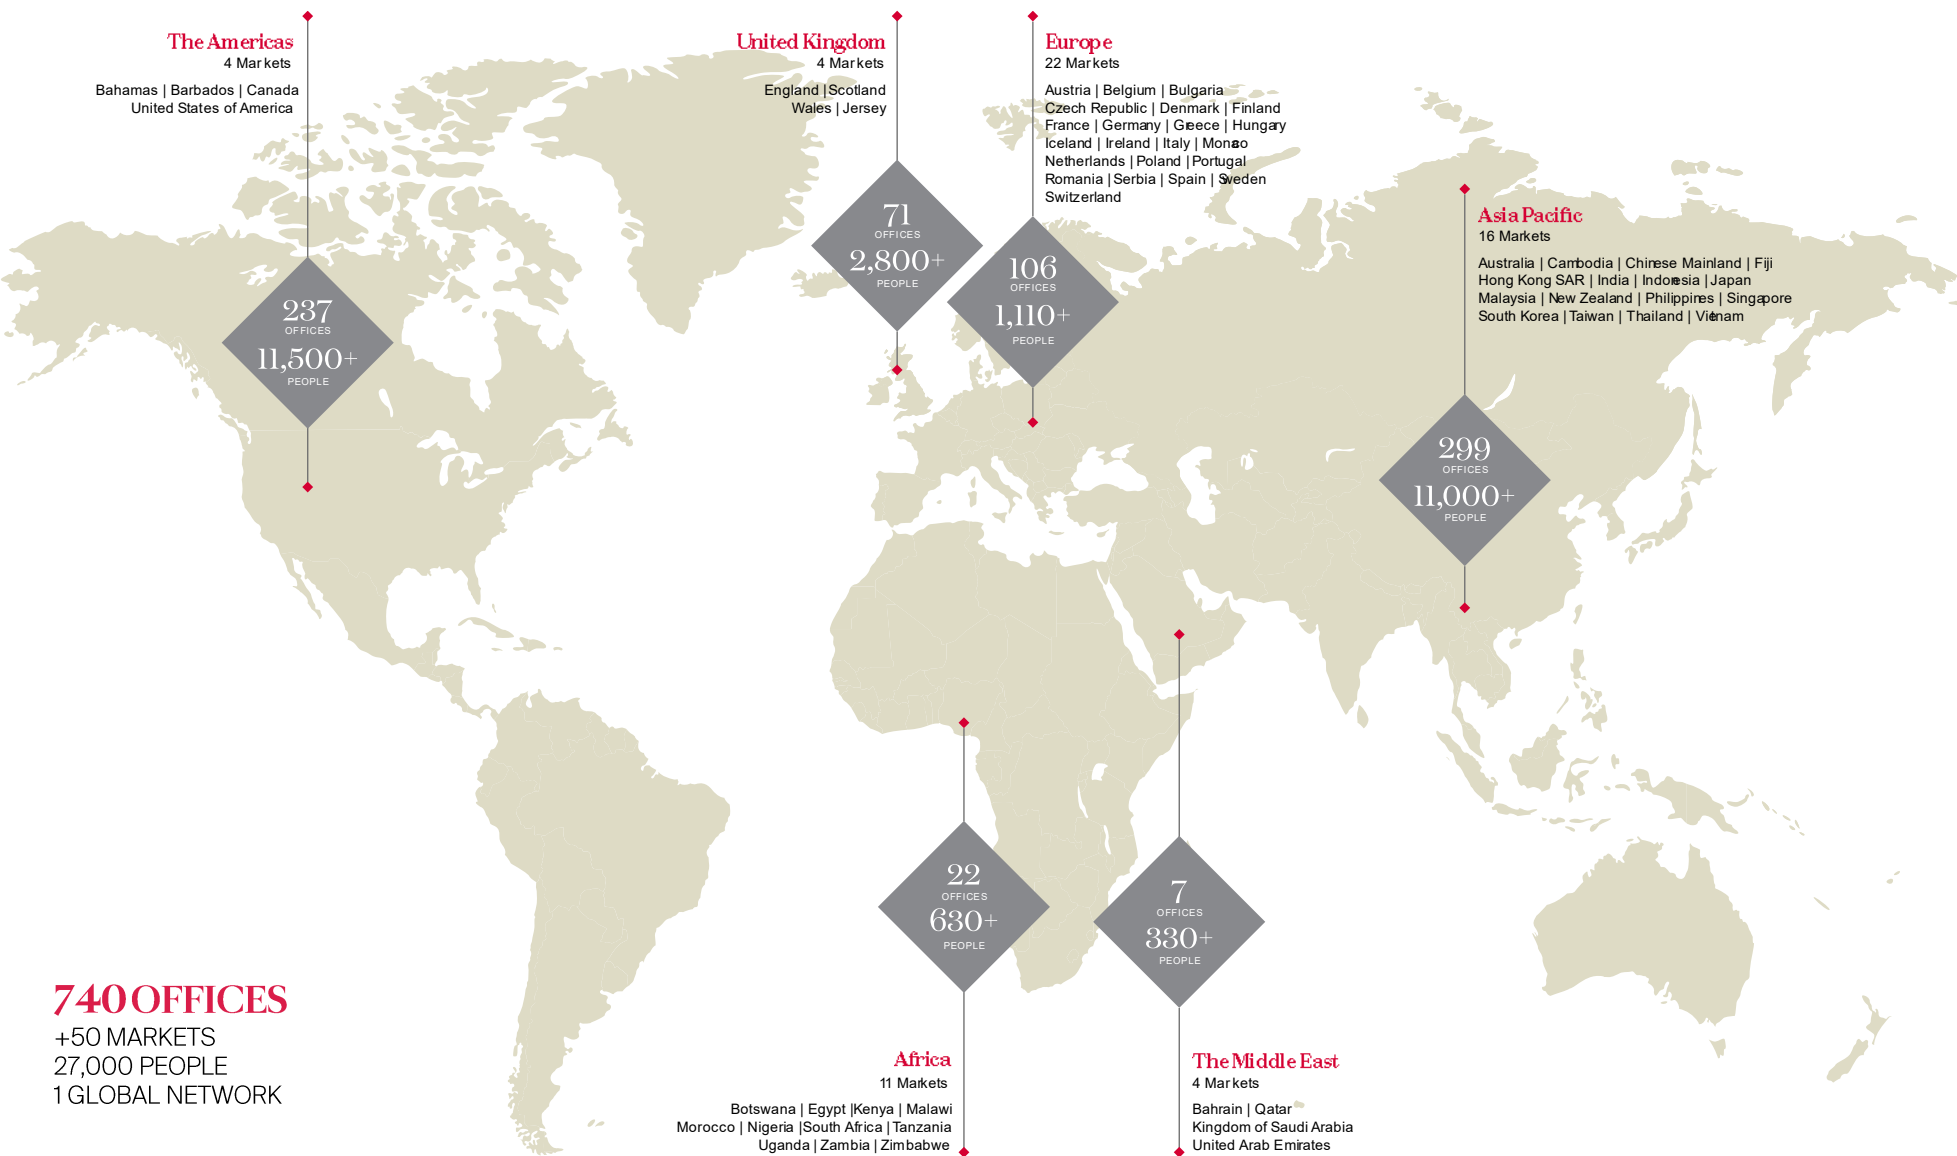 The Americas
4 Markets
Bahamas | Barbados | Canada
United States of America
237
OFFICES
11,500+
PEOPLE
United Kingdom
4 Markets
England | Scotland
Wales | Jersey
71
OFFICES
2,800+
PEOPLE
Europe
22 Markets
Austria | Belgium | Bulgaria
Czech Republic | Denmark | Finland
France | Germany | Greece | Hungary
Iceland | Ireland | Italy | Monaco
Netherlands | Poland | Portugal
Romania | Serbia | Spain | Sweden
Switzerland
106
OFFICES
1,110+
PEOPLE
Asia Pacific
16 Markets
Australia | Cambodia | Chinese Mainland | Fiji
Hong Kong SAR | India | Indonesia | Japan
Malaysia | New Zealand | Philippines | Singapore
South Korea | Taiwan | Thailand | Vietnam
299
OFFICES
11,000+
PEOPLE
22
OFFICES
630+
PEOPLE
Africa
11 Markets
Botswana | Egypt | Kenya | Malawi
Morocco | Nigeria | South Africa | Tanzania
Uganda | Zambia | Zimbabwe
7
OFFICES
330+
PEOPLE
The Middle East
4 Markets
Bahrain | Qatar
Kingdom of Saudi Arabia
United Arab Emirates
740 OFFICES
+50 MARKETS
27,000 PEOPLE
1 GLOBAL NETWORK